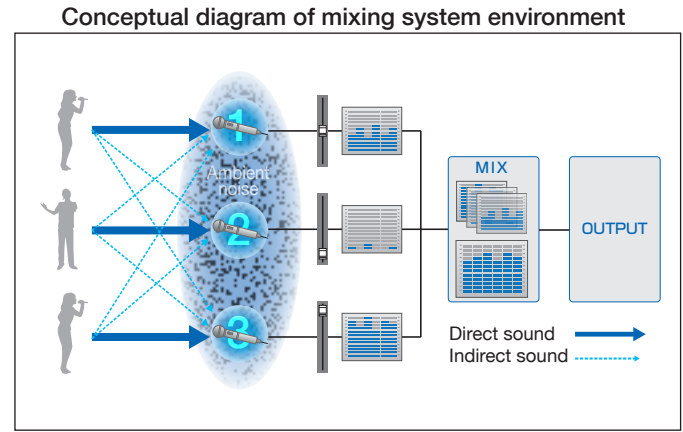 Conceptual diagram of mixing system environment
1
Ambient
noise
2
3
MIX
OUTPUT
Direct sound
Indirect sound